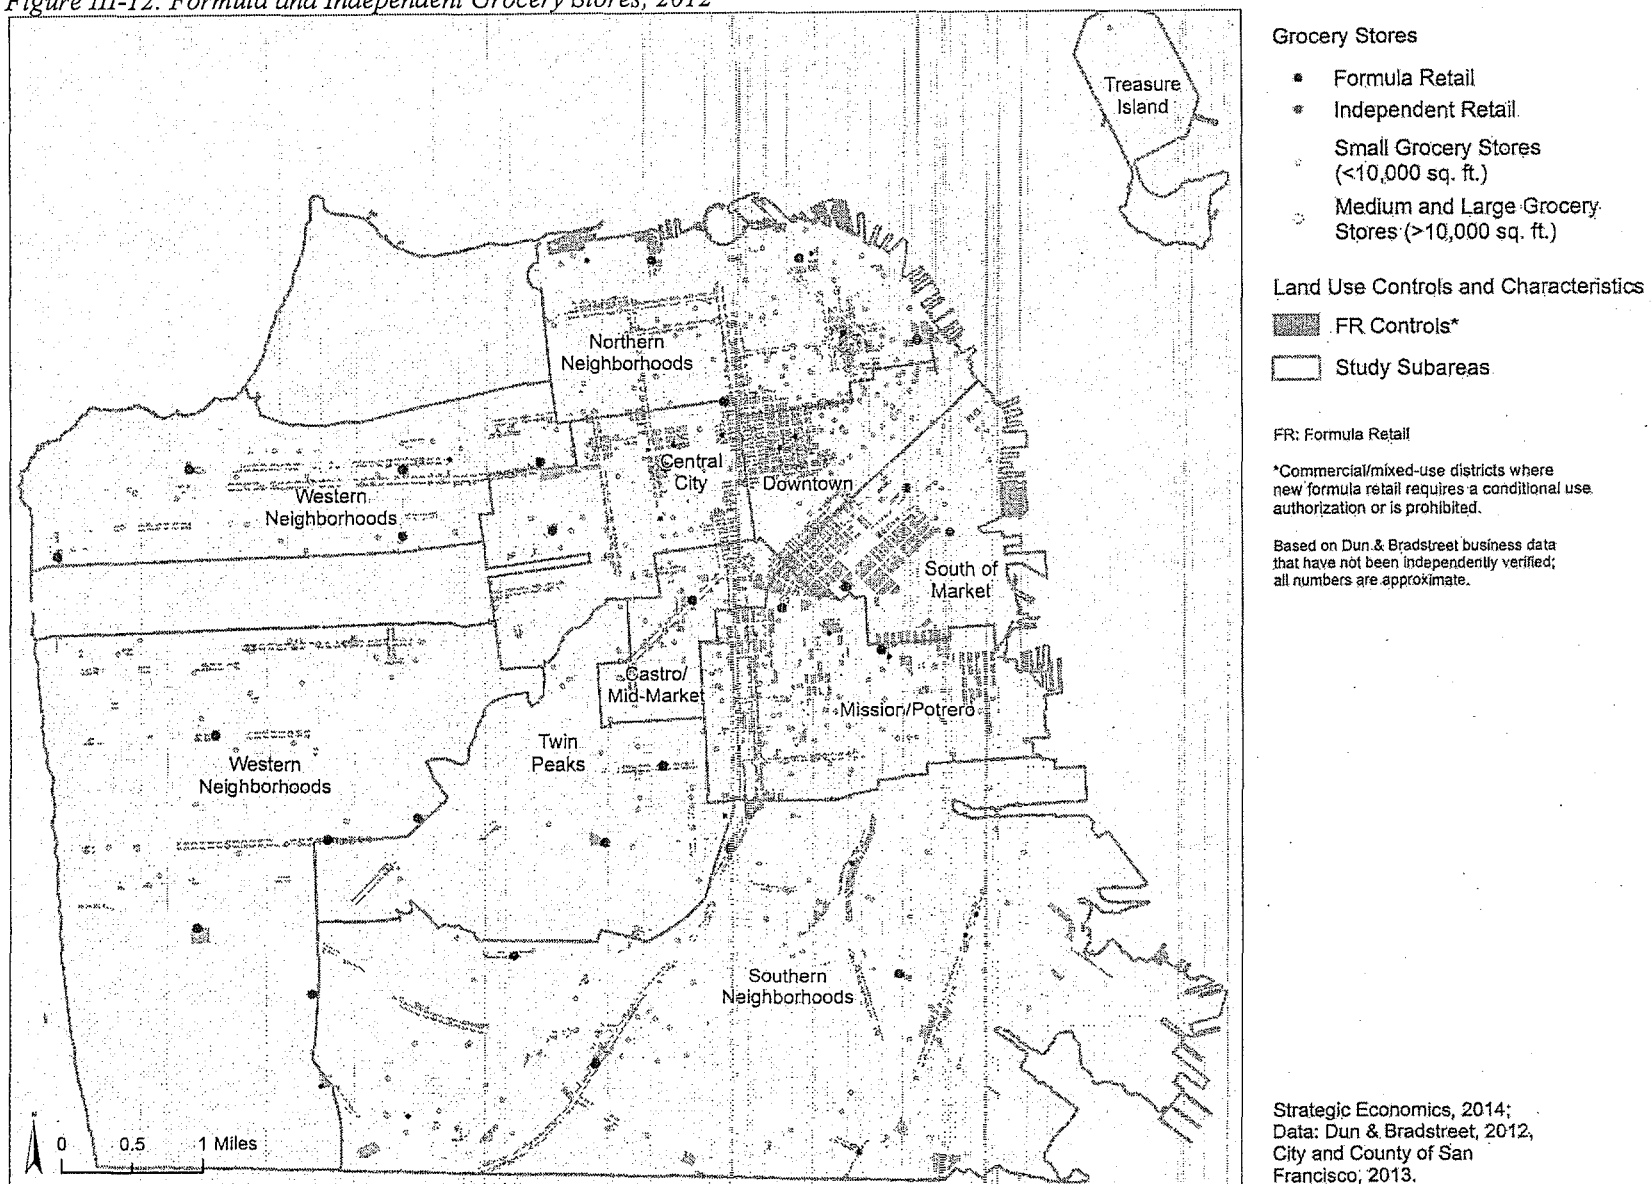 Figure III-12. Formula and Independent Grocery Stores, 2012
Treasure
Island
Northern
Neighborhoods
Central
City
Downtown
Western
Neighborhoods
South of
Market
Castro/
Mid-Market
Mission/Potrero
Twin
Peaks
Western
Neighborhoods
Southern
Neighborhoods
N
0 0.5 1 Miles
Grocery Stores
Formula Retail
Independent Retail
Small Grocery Stores
(<10,000 sq. ft.)
Medium and Large Grocery
Stores (>10,000 sq. ft.)
Land Use Controls and Characteristics
FR Controls*
Study Subareas
FR: Formula Retail
*Commercial/mixed-use districts where
new formula retail requires a conditional use
authorization or is prohibited.
Based on Dun & Bradstreet business data
that have not been independently verified;
all numbers are approximate.
Strategic Economics, 2014;
Data: Dun & Bradstreet, 2012,
City and County of San
Francisco, 2013.